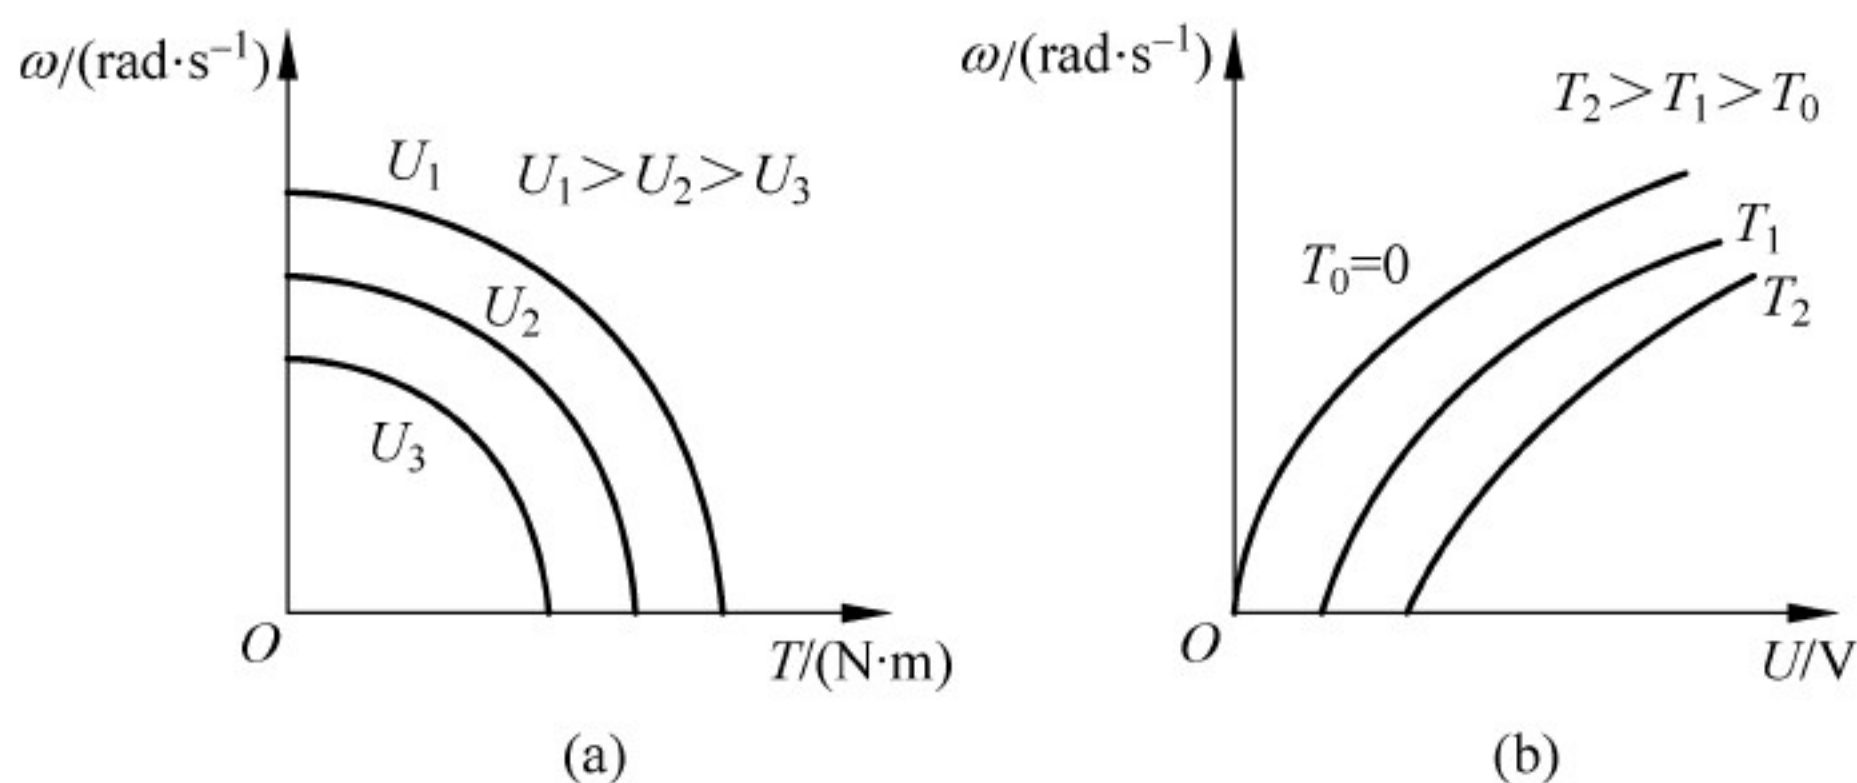 ω/(rad·s⁻¹)
U₁
U₁>U₂>U₃
U₂
U₃
O
T/(N·m)
(a)
ω/(rad·s⁻¹)
T₂>T₁>T₀
T₁
T₀=0
T₂
O
U/V
(b)